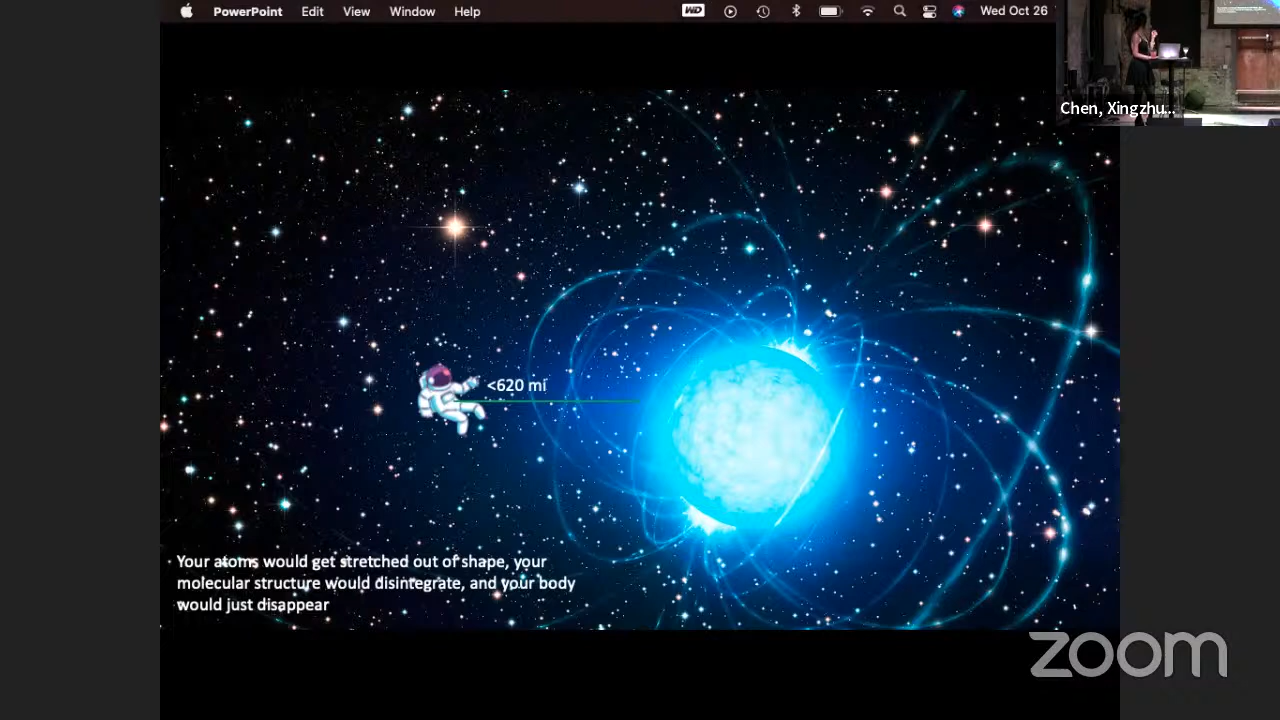 PowerPoint Edit View Window Help WD Wed Oct 26
Chen, Xingzhu...
<620 mi
Your atoms would get stretched out of shape, your
molecular structure would disintegrate, and your body
would just disappear
zoom